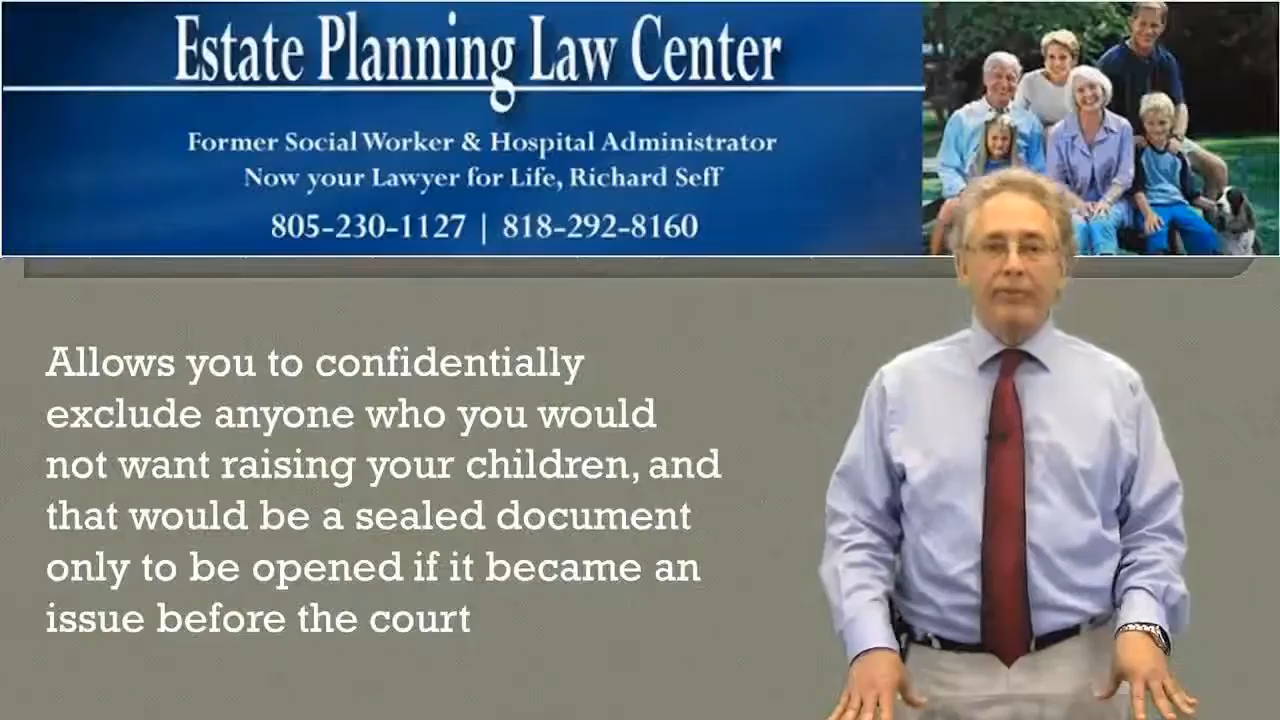 Estate Planning Law Center
Former Social Worker & Hospital Administrator
Now your Lawyer for Life, Richard Seff
805-230-1127 | 818-292-8160
Allows you to confidentially
exclude anyone who you would
not want raising your children, and
that would be a sealed document
only to be opened if it became an
issue before the court